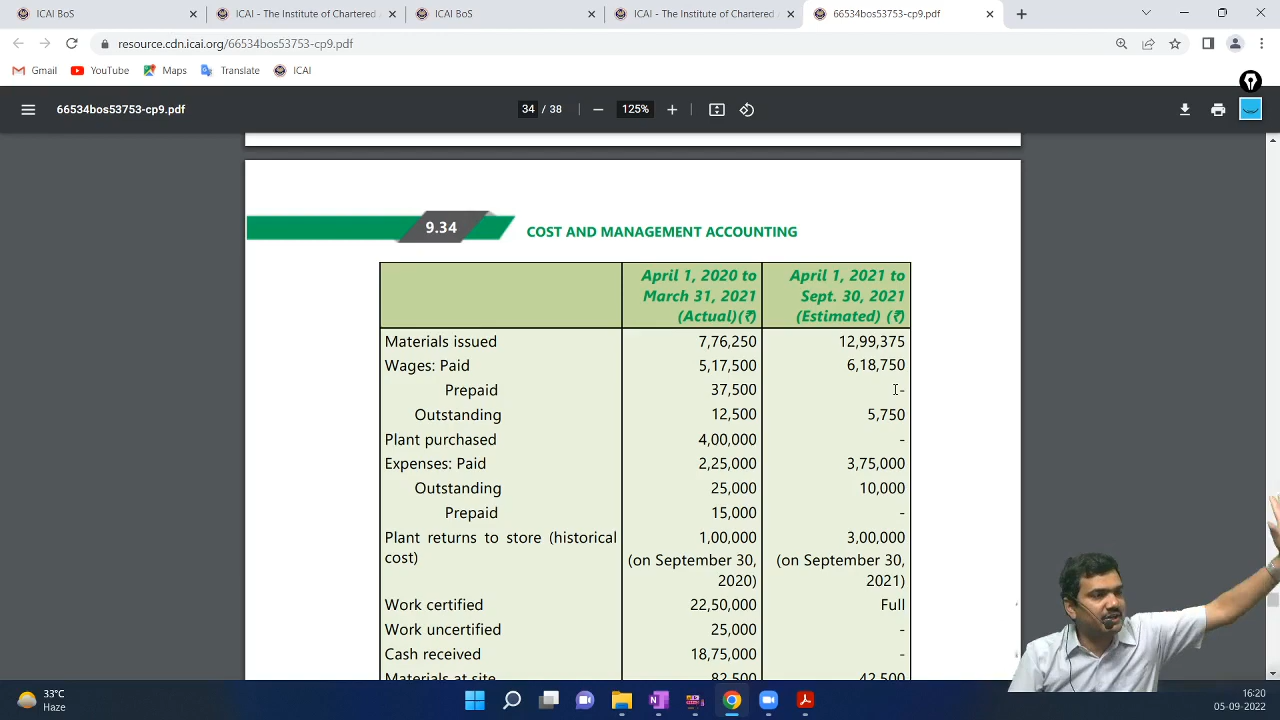 ICAI BoS
ICAI - The Institute of Chartered A
ICAI BoS
ICAI - The Institute of Chartered A
66534bos53753-cp9.pdf
resource.cdn.icai.org/66534bos53753-cp9.pdf
Gmail
YouTube
Maps
Translate
ICAI
66534bos53753-cp9.pdf
34 / 38
125%
9.34
COST AND MANAGEMENT ACCOUNTING
April 1, 2020 to March 31, 2021 (Actual)(₹)
April 1, 2021 to Sept. 30, 2021 (Estimated) (₹)
Materials issued 7,76,250 12,99,375
Wages: Paid 5,17,500 6,18,750
Prepaid 37,500 -
Outstanding 12,500 5,750
Plant purchased 4,00,000 -
Expenses: Paid 2,25,000 3,75,000
Outstanding 25,000 10,000
Prepaid 15,000 -
Plant returns to store (historical cost) 1,00,000 (on September 30, 2020) 3,00,000 (on September 30, 2021)
Work certified 22,50,000 Full
Work uncertified 25,000 -
Cash received 18,75,000 -
Materials at site 82,500 42,500
33°C
Haze
16:20
05-09-2022